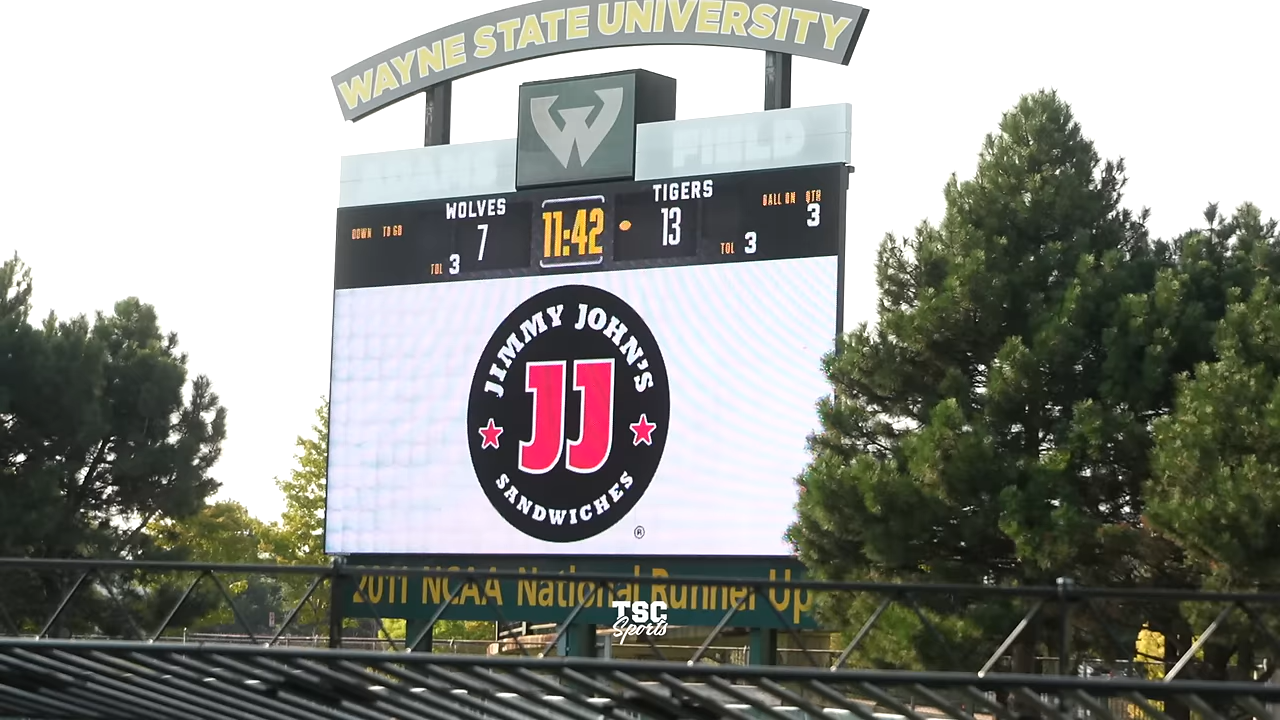 WAYNE STATE UNIVERSITY
FIELD
WOLVES
TIGERS
DOWN TO GO
7
11:42
13
BALL ON QTR
3
TOL 3
TOL 3
JIMMY JOHN'S
JJ
SANDWICHES
®
2011 NCAA National Runner Up
TSC
Sports